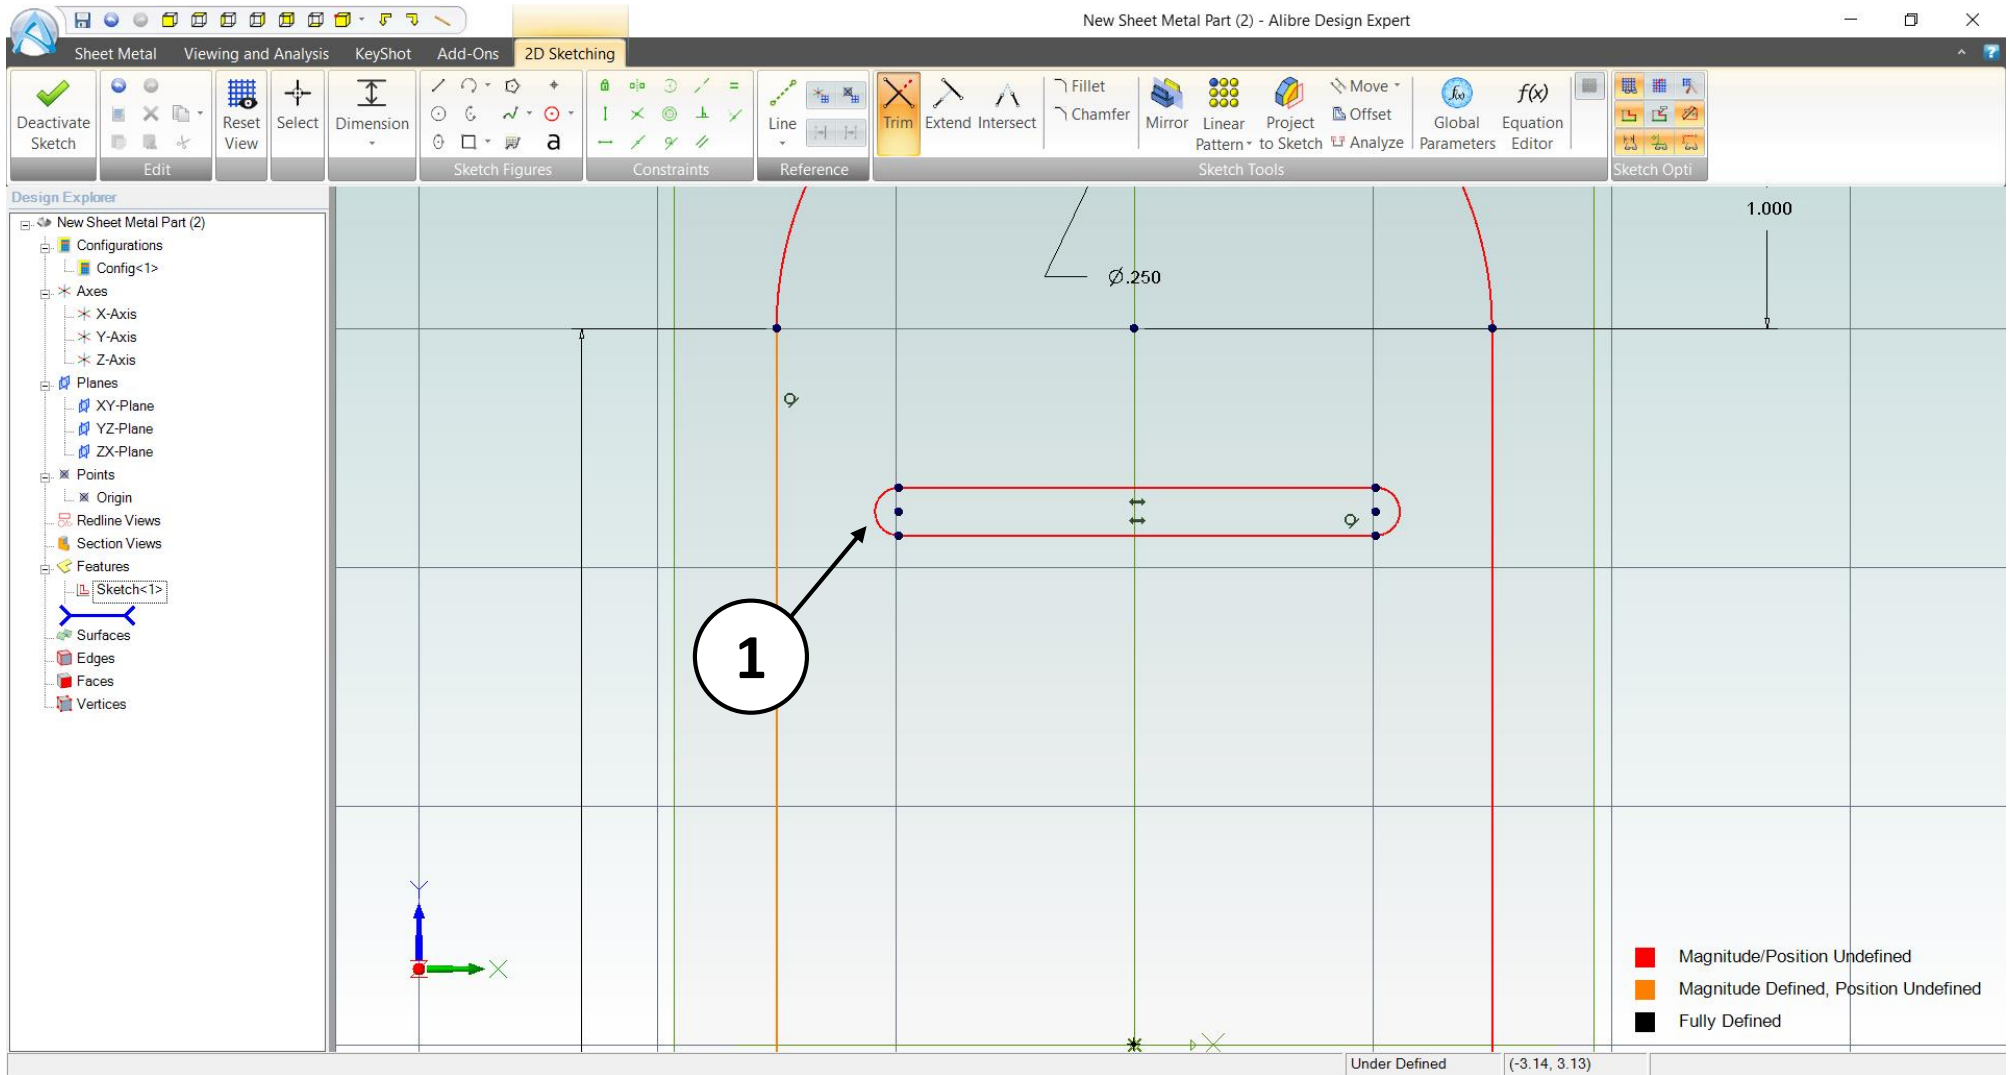 New Sheet Metal Part (2) - Alibre Design Expert
Sheet Metal
Viewing and Analysis
KeyShot
Add-Ons
2D Sketching
Deactivate
Sketch
Edit
Reset
View
Select
Dimension
a
Sketch Figures
Constraints
Line
Reference
Trim
Extend
Intersect
Fillet
Chamfer
Mirror
Linear
Pattern
Project
to Sketch
Move
Offset
Analyze
Sketch Tools
Global
Parameters
f(x)
Equation
Editor
Sketch Opti
Design Explorer
New Sheet Metal Part (2)
Configurations
Config<1>
Axes
X-Axis
Y-Axis
Z-Axis
Planes
XY-Plane
YZ-Plane
ZX-Plane
Points
Origin
Redline Views
Section Views
Features
Sketch<1>
Surfaces
Edges
Faces
Vertices
1.000
Ø.250
1
Y
X
X
Magnitude/Position Undefined
Magnitude Defined, Position Undefined
Fully Defined
Under Defined
(-3.14, 3.13)